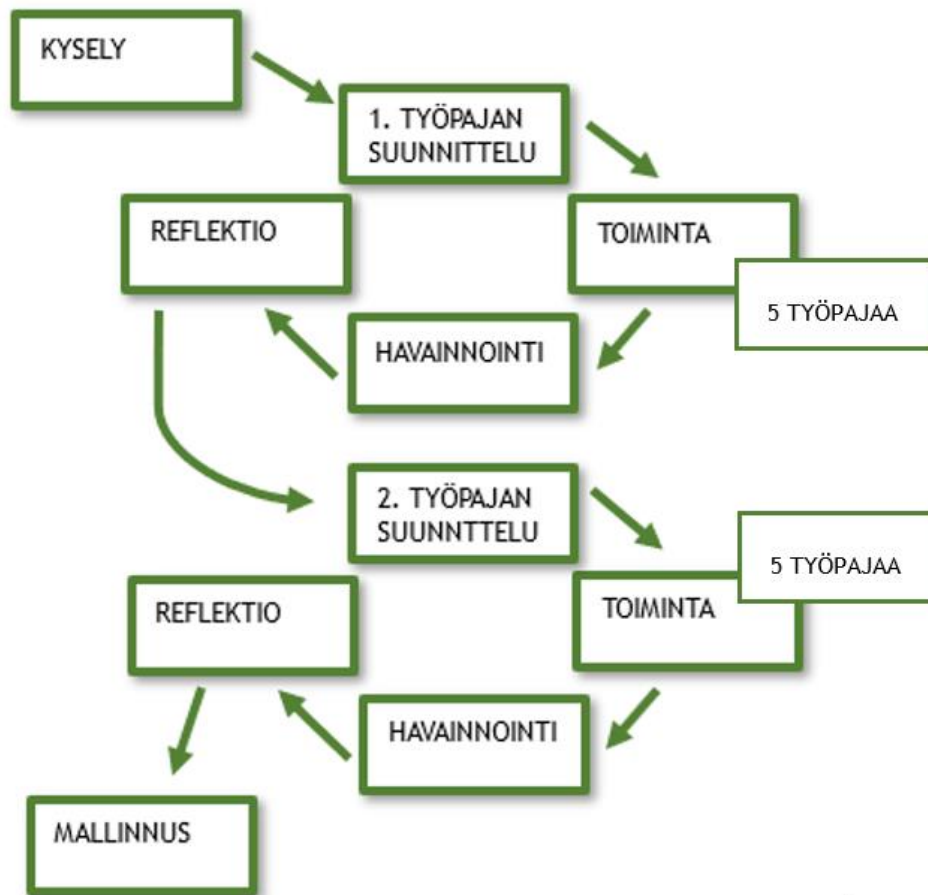 KYSELY
1. TYÖPAJAN
SUUNNITTELU
REFLEKTIO
TOIMINTA
5 TYÖPAJAA
HAVAINNOINTI
2. TYÖPAJAN
SUUNNTTELU
5 TYÖPAJAA
REFLEKTIO
TOIMINTA
HAVAINNOINTI
MALLINNUS